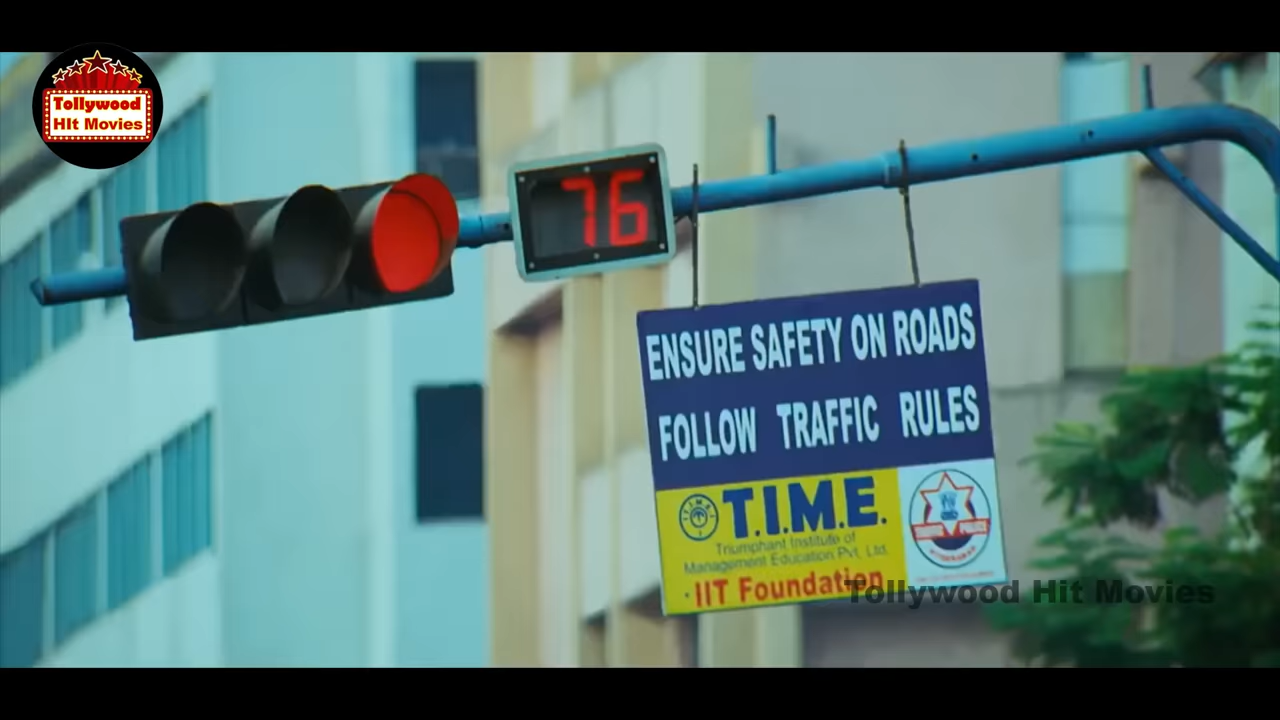 Tollywood
HIt Movies
76
ENSURE SAFETY ON ROADS
FOLLOW TRAFFIC RULES
T.I.M.E.
Triumphant Institute of
Management Education Pvt. Ltd.
IIT Foundation
Tollywood Hit Movies